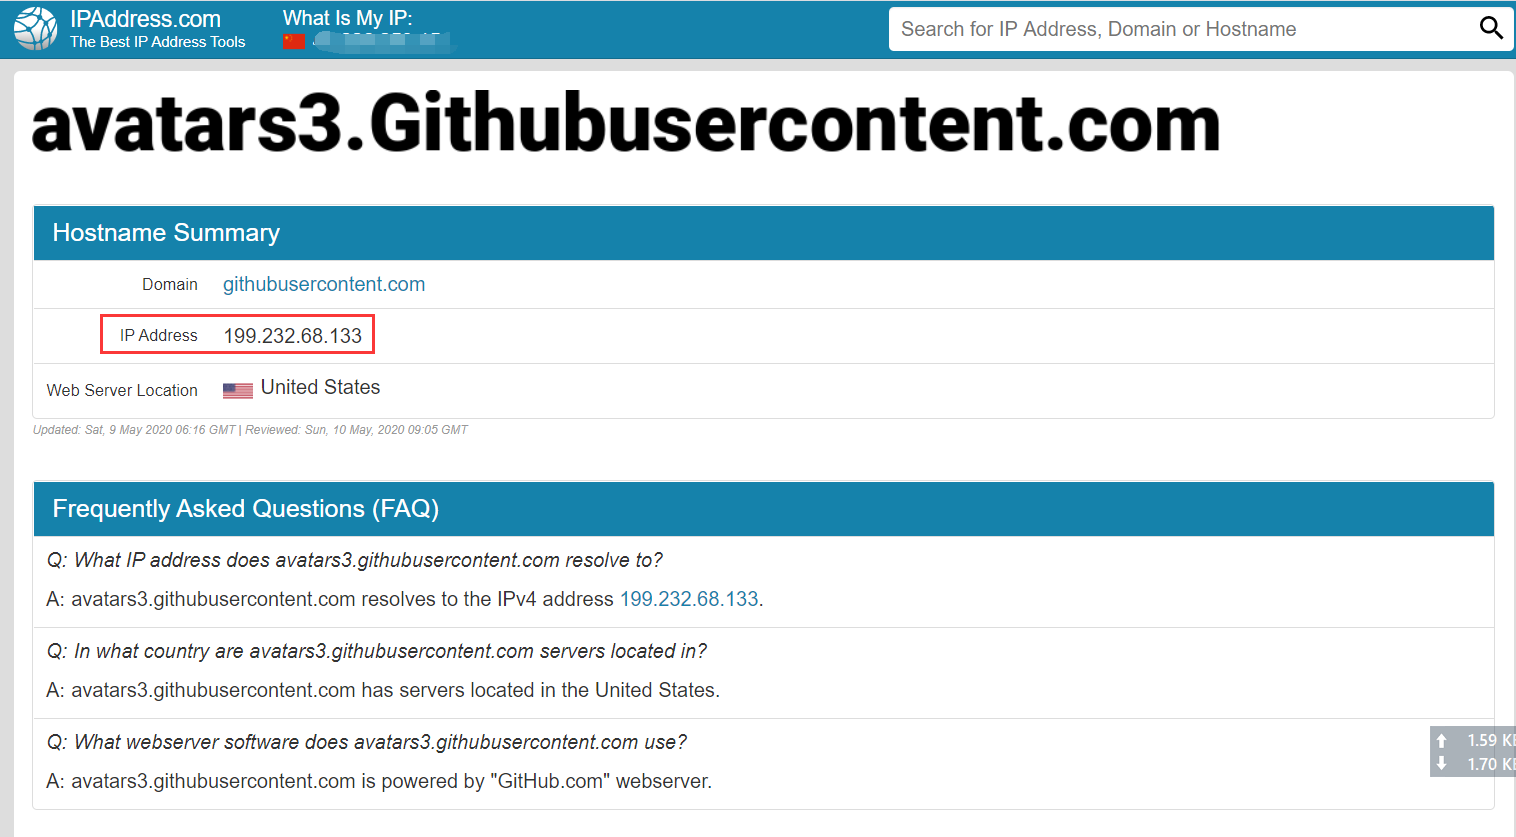 IPAddress.com
The Best IP Address Tools
What Is My IP:
Search for IP Address, Domain or Hostname
avatars3.Githubusercontent.com
Hostname Summary
Domain githubusercontent.com
IP Address 199.232.68.133
Web Server Location United States
Updated: Sat, 9 May 2020 06:16 GMT | Reviewed: Sun, 10 May, 2020 09:05 GMT
Frequently Asked Questions (FAQ)
Q: What IP address does avatars3.githubusercontent.com resolve to?
A: avatars3.githubusercontent.com resolves to the IPv4 address 199.232.68.133.
Q: In what country are avatars3.githubusercontent.com servers located in?
A: avatars3.githubusercontent.com has servers located in the United States.
Q: What webserver software does avatars3.githubusercontent.com use?
A: avatars3.githubusercontent.com is powered by "GitHub.com" webserver.
1.59
1.70